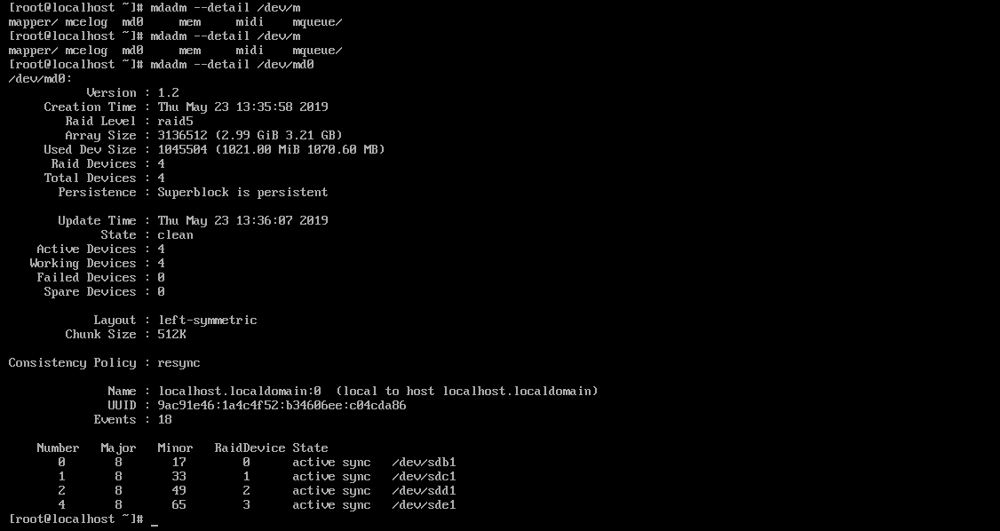 [root@localhost ~]# mdadm --detail /dev/m
mapper/ mcelog  md0     mem     midi    mqueue/
[root@localhost ~]# mdadm --detail /dev/m
mapper/ mcelog  md0     mem     midi    mqueue/
[root@localhost ~]# mdadm --detail /dev/md0
/dev/md0:
           Version : 1.2
     Creation Time : Thu May 23 13:35:58 2019
        Raid Level : raid5
        Array Size : 3136512 (2.99 GiB 3.21 GB)
     Used Dev Size : 1045504 (1021.00 MiB 1070.60 MB)
      Raid Devices : 4
     Total Devices : 4
       Persistence : Superblock is persistent
       Update Time : Thu May 23 13:36:07 2019
             State : clean
    Active Devices : 4
   Working Devices : 4
    Failed Devices : 0
     Spare Devices : 0
            Layout : left-symmetric
        Chunk Size : 512K
Consistency Policy : resync
              Name : localhost.localdomain:0  (local to host localhost.localdomain)
              UUID : 9ac91e46:1a4c4f52:b34606ee:c04cda86
            Events : 18
    Number   Major   Minor   RaidDevice State
       0       8       17        0      active sync   /dev/sdb1
       1       8       33        1      active sync   /dev/sdc1
       2       8       49        2      active sync   /dev/sdd1
       4       8       65        3      active sync   /dev/sde1
[root@localhost ~]# _